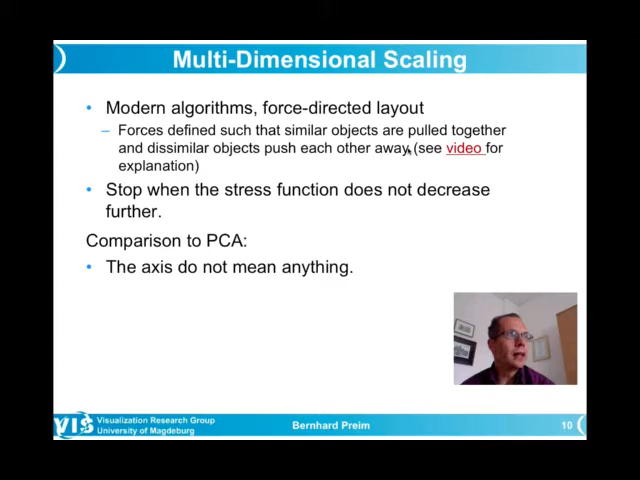 Multi-Dimensional Scaling
• Modern algorithms, force-directed layout
– Forces defined such that similar objects are pulled together
and dissimilar objects push each other away (see video for
explanation)
• Stop when the stress function does not decrease
further.
Comparison to PCA:
• The axis do not mean anything.
VIS
Visualization Research Group
University of Magdeburg
Bernhard Preim
10